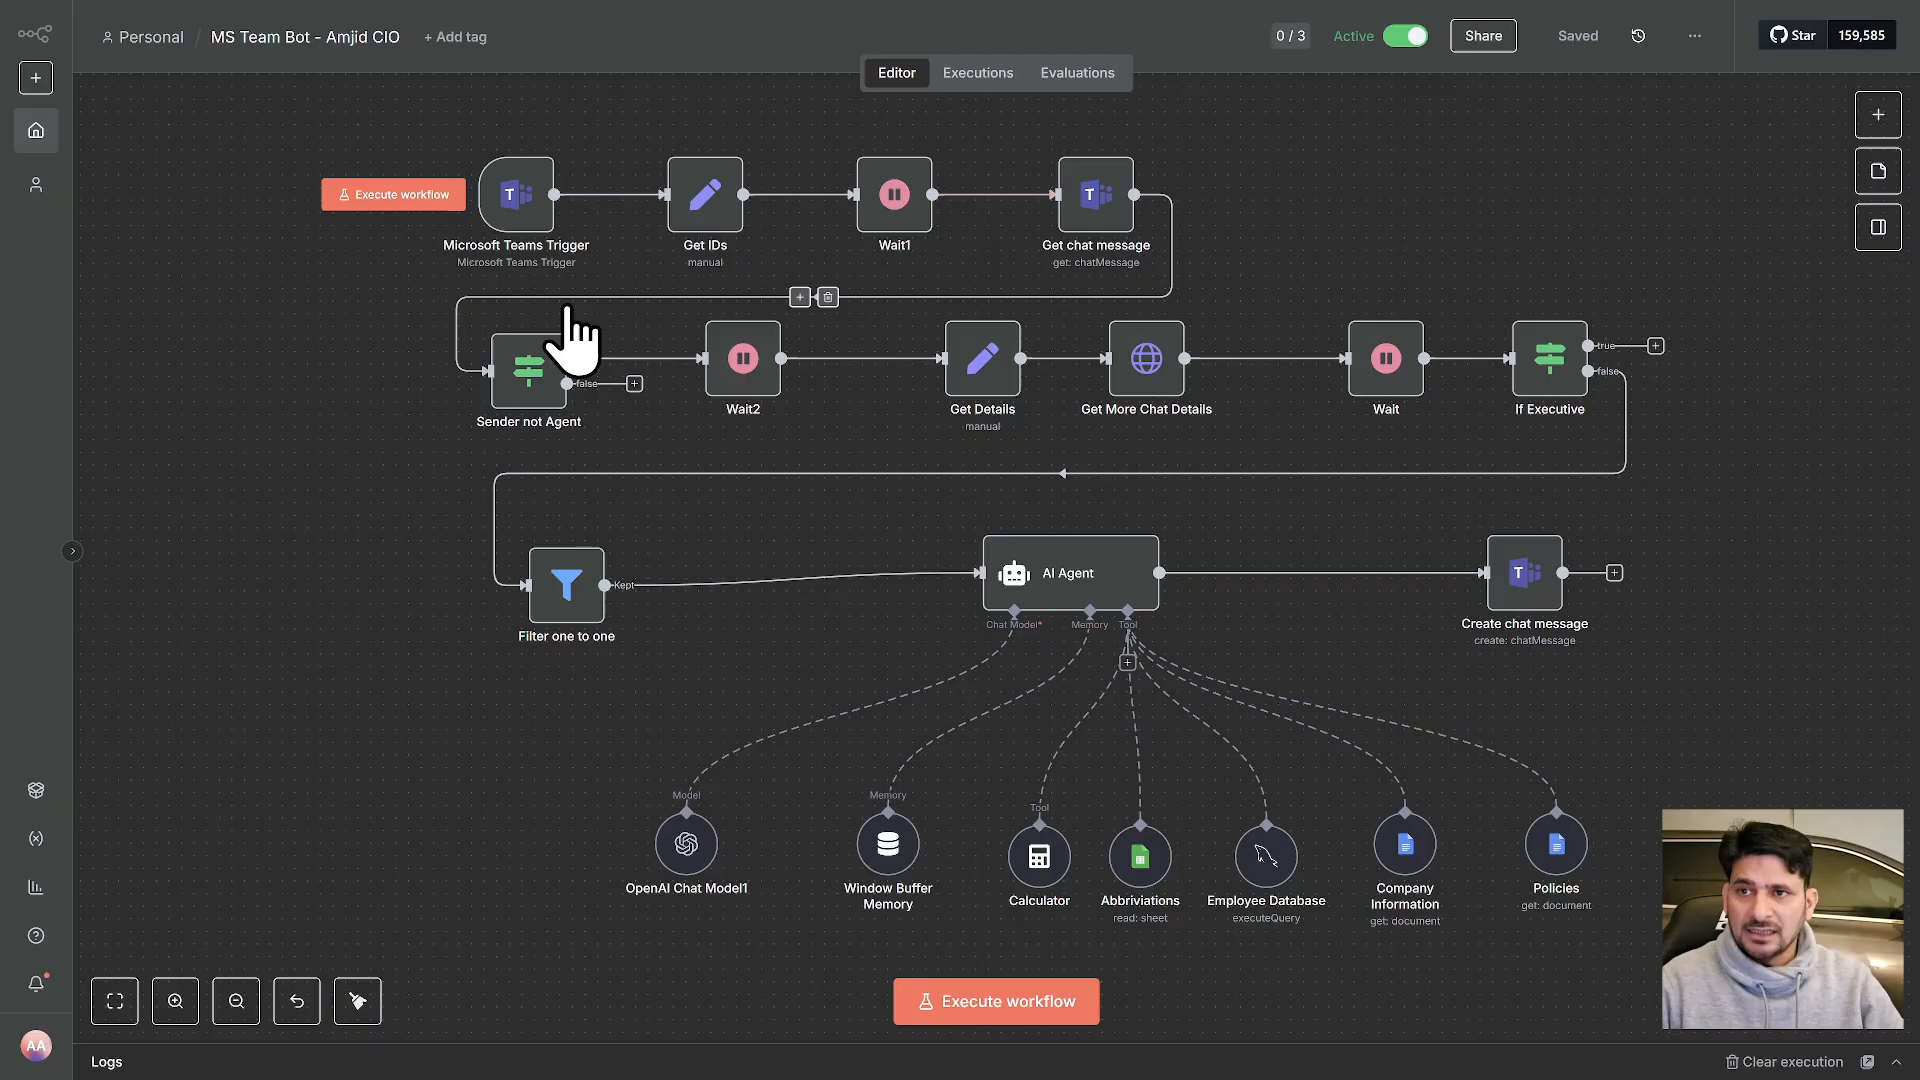 Personal / MS Team Bot - Amjid CIO + Add tag
0 / 3 Active Share Saved Star 159,585
Editor Executions Evaluations
Execute workflow
Microsoft Teams Trigger
Microsoft Teams Trigger
Get IDs
manual
Wait1
Get chat message
get: chatMessage
false
Sender not Agent
Wait2
Get Details
manual
Get More Chat Details
Wait
true
false
If Executive
Kept
Filter one to one
AI Agent
Chat Model*
Memory
Tool
Create chat message
create: chatMessage
Model
OpenAI Chat Model1
Memory
Window Buffer
Memory
Tool
Calculator
Abbriviations
read: sheet
Employee Database
executeQuery
Company
Information
get: document
Policies
get: document
Execute workflow
AA
Logs
Clear execution